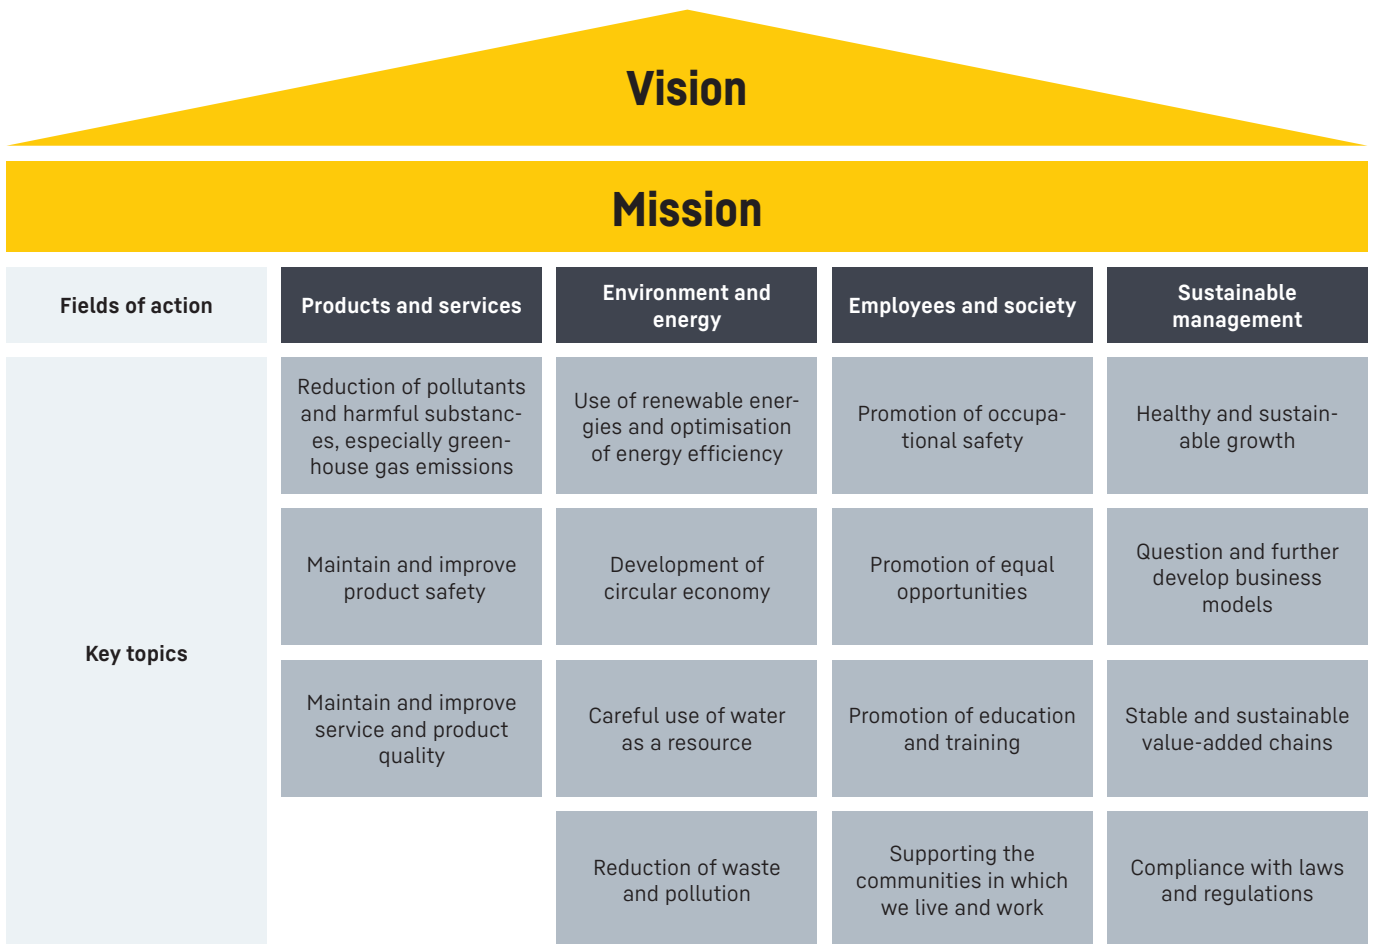 Vision
Mission
Fields of action
Products and services
Environment and
energy
Employees and society
Sustainable
management
Key topics
Reduction of pollutants
and harmful substanc-
es, especially green-
house gas emissions
Use of renewable ener-
gies and optimisation
of energy efficiency
Promotion of occupa-
tional safety
Healthy and sustain-
able growth
Maintain and improve
product safety
Development of
circular economy
Promotion of equal
opportunities
Question and further
develop business
models
Maintain and improve
service and product
quality
Careful use of water
as a resource
Promotion of education
and training
Stable and sustainable
value-added chains
Reduction of waste
and pollution
Supporting the
communities in which
we live and work
Compliance with laws
and regulations